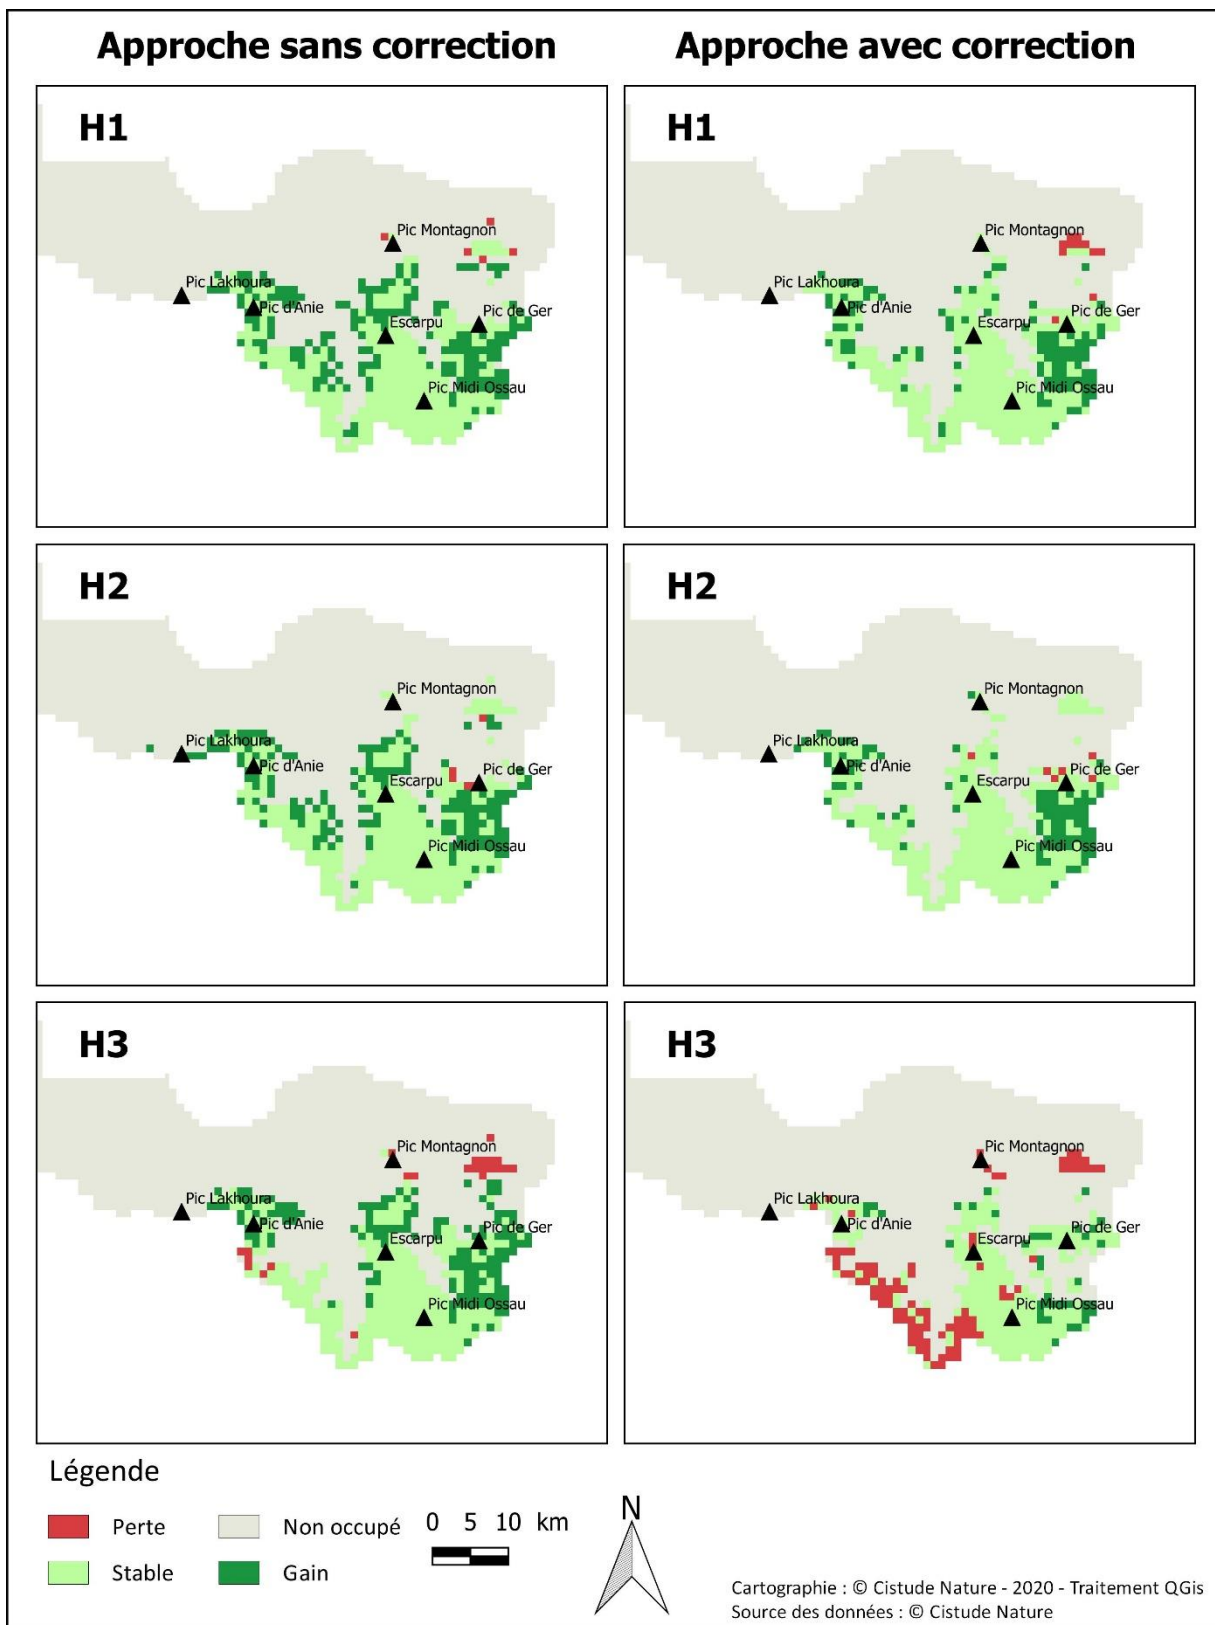 Approche sans correction
Approche avec correction
H1
Pic Montagnon
Pic Lakhoura
Pic d'Anie
Pic de Ger
Escarpu
Pic Midi Ossau
H1
Pic Montagnon
Pic Lakhoura
Pic d'Anie
Pic de Ger
Escarpu
Pic Midi Ossau
H2
Pic Montagnon
Pic Lakhoura
Pic d'Anie
Pic de Ger
Escarpu
Pic Midi Ossau
H2
Pic Montagnon
Pic Lakhoura
Pic d'Anie
Pic de Ger
Escarpu
Pic Midi Ossau
H3
Pic Montagnon
Pic Lakhoura
Pic d'Anie
Pic de Ger
Escarpu
Pic Midi Ossau
H3
Pic Montagnon
Pic Lakhoura
Pic d'Anie
Pic de Ger
Escarpu
Pic Midi Ossau
Légende
Perte
Non occupé
Stable
Gain
0 5 10 km
N
Cartographie : © Cistude Nature - 2020 - Traitement QGis
Source des données : © Cistude Nature